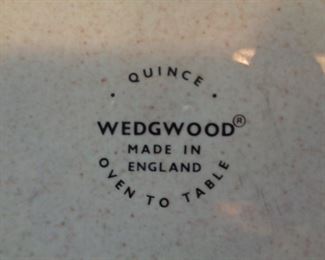 · QUINCE ·
WEDGWOOD®
MADE IN
ENGLAND
OVEN TO TABLE